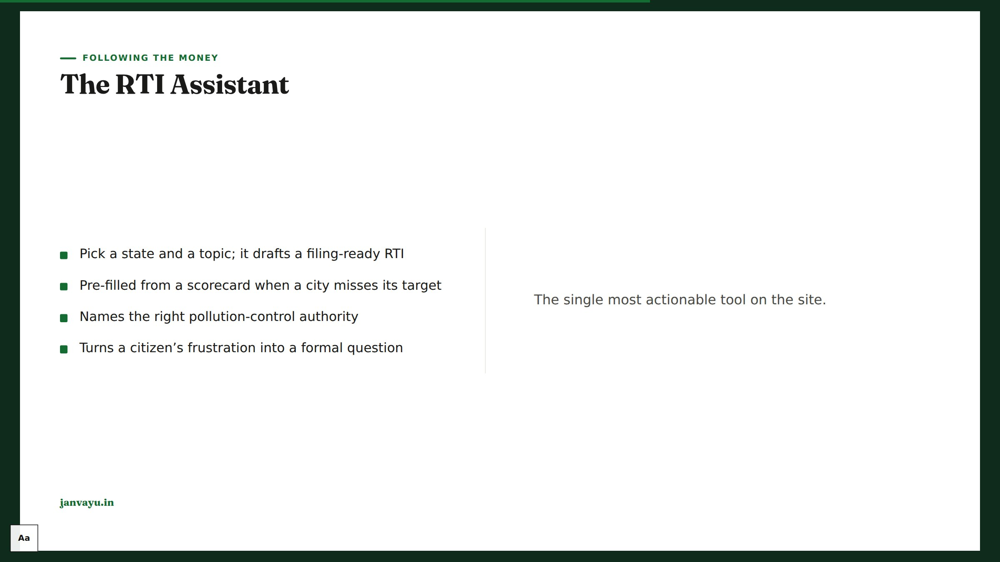 FOLLOWING THE MONEY
The RTI Assistant
Pick a state and a topic; it drafts a filing-ready RTI
Pre-filled from a scorecard when a city misses its target
Names the right pollution-control authority
Turns a citizen’s frustration into a formal question
The single most actionable tool on the site.
janvayu.in
Aa